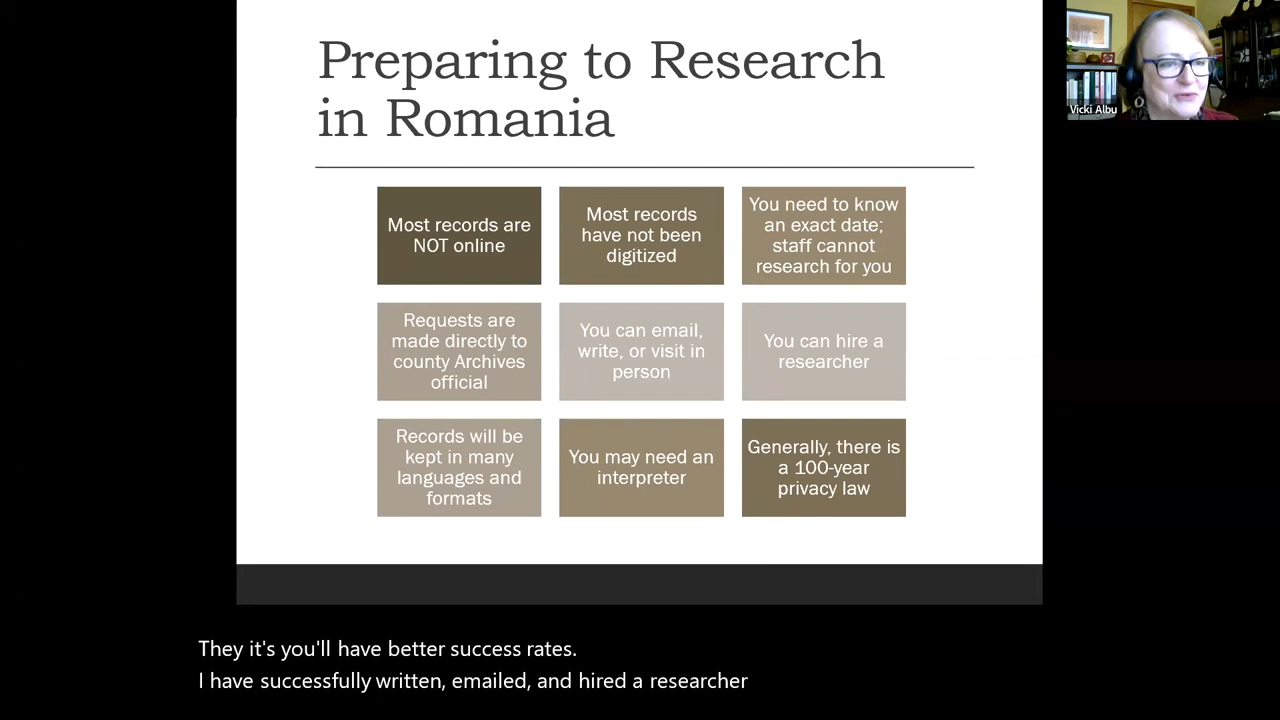 Preparing to Research
in Romania
Most records are
NOT online
Most records
have not been
digitized
You need to know
an exact date;
staff cannot
research for you
Requests are
made directly to
county Archives
official
You can email,
write, or visit in
person
You can hire a
researcher
Records will be
kept in many
languages and
formats
You may need an
interpreter
Generally, there is
a 100-year
privacy law
Vicki Albu
They it's you'll have better success rates.
I have successfully written, emailed, and hired a researcher